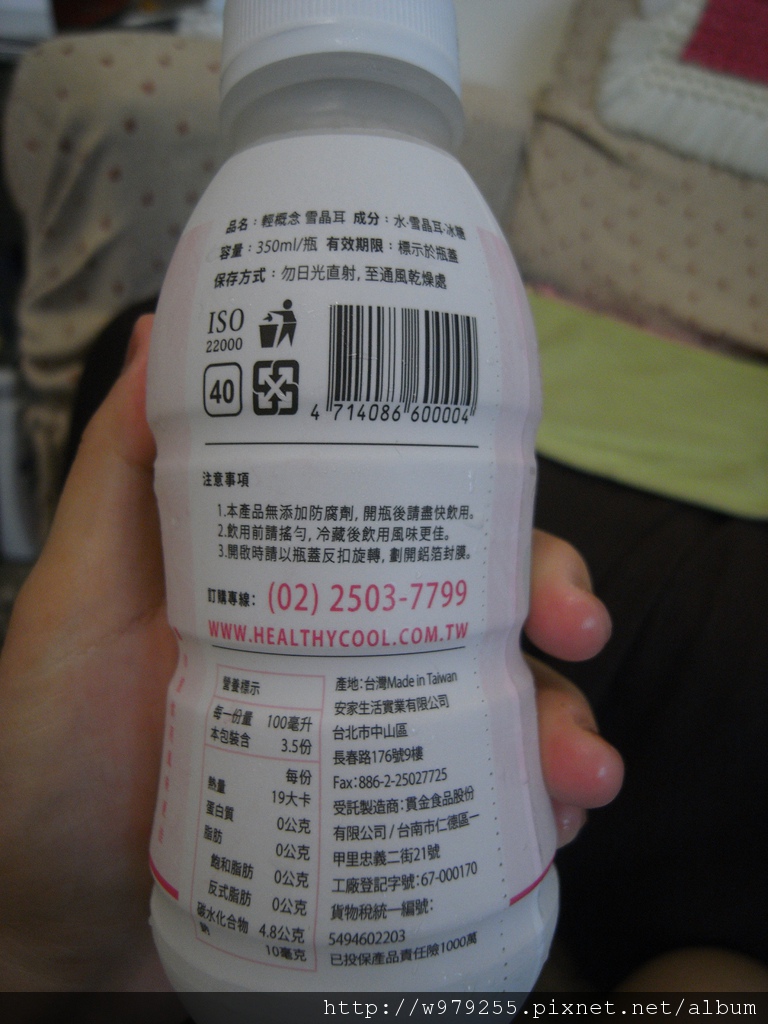 品名：輕概念 雪晶耳 成分：水·雪晶耳·冰糖
容量：350ml/瓶 有效期限：標示於瓶蓋
保存方式：勿日光直射,至通風乾燥處
ISO
22000
40
4 714086 600004
注意事項
1.本產品無添加防腐劑,開瓶後請盡快飲用。
2.飲用前請搖勻,冷藏後飲用風味更佳。
3.開啟時請以瓶蓋反扣旋轉,劃開鋁箔封膜。
訂購專線：(02) 2503-7799
WWW.HEALTHYCOOL.COM.TW
營養標示
每一份量 100毫升
本包裝含 3.5份
每份
熱量 19大卡
蛋白質 0公克
脂肪 0公克
飽和脂肪 0公克
反式脂肪 0公克
碳水化合物 4.8公克
鈉 10毫克
產地：台灣Made in Taiwan
安家生活實業有限公司
台北市中山區
長春路176號9樓
Fax：886-2-25027725
受託製造商：貫金食品股份
有限公司/台南市仁德區一
甲里忠義二街21號
工廠登記字號：67-000170
貨物稅統一編號：
5494602203
已投保產品責任險1000萬
http://w979255.pixnet.net/album